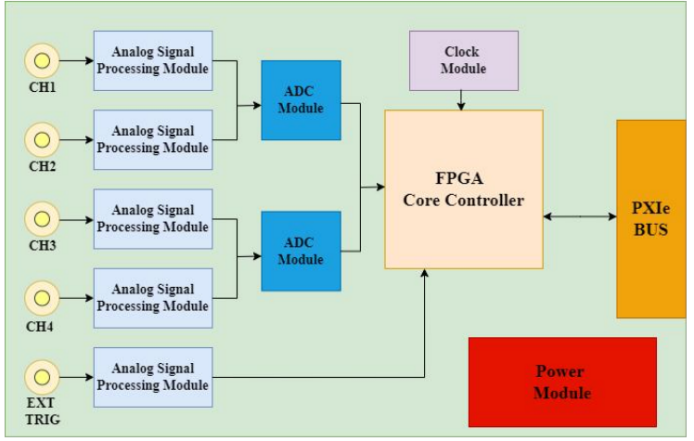 CH1
Analog Signal
Processing Module
CH2
Analog Signal
Processing Module
ADC
Module
CH3
Analog Signal
Processing Module
CH4
Analog Signal
Processing Module
ADC
Module
EXT
TRIG
Analog Signal
Processing Module
Clock
Module
FPGA
Core Controller
PXIe
BUS
Power
Module